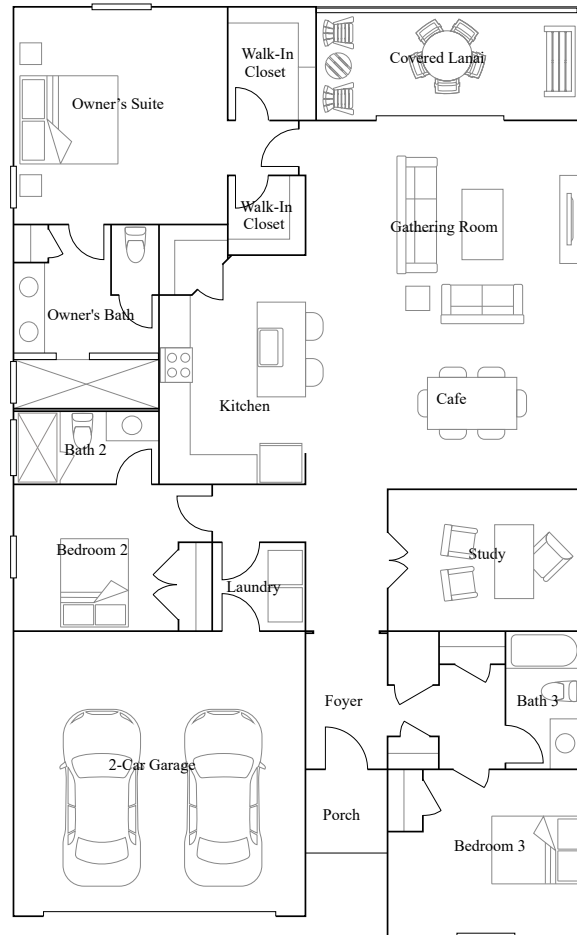 Walk-In
Closet
Covered Lanai
Owner's Suite
Walk-In
Closet
Gathering Room
Owner's Bath
Kitchen
Cafe
Bath 2
Bedroom 2
Study
Laundry
Foyer
Bath 3
2-Car Garage
Porch
Bedroom 3